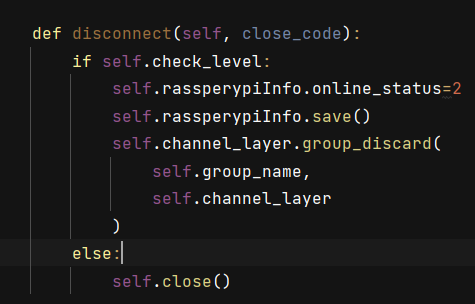 def disconnect(self, close_code):
    if self.check_level:
        self.rassperypiInfo.online_status=2
        self.rassperypiInfo.save()
        self.channel_layer.group_discard(
            self.group_name,
            self.channel_layer
        )
    else:
        self.close()